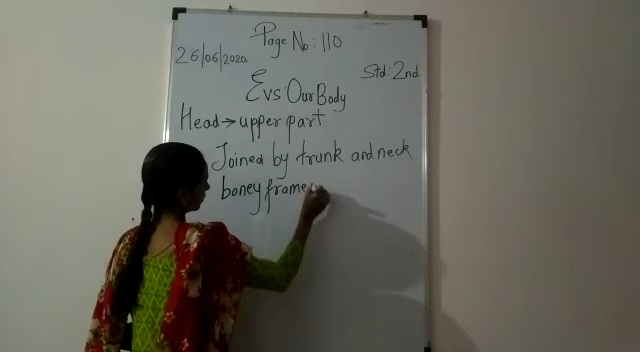 Page No: 110
26/06/2020
Std: 2nd
Evs Our Body
Head → upper part.
Joined by trunk and neck
boney frame